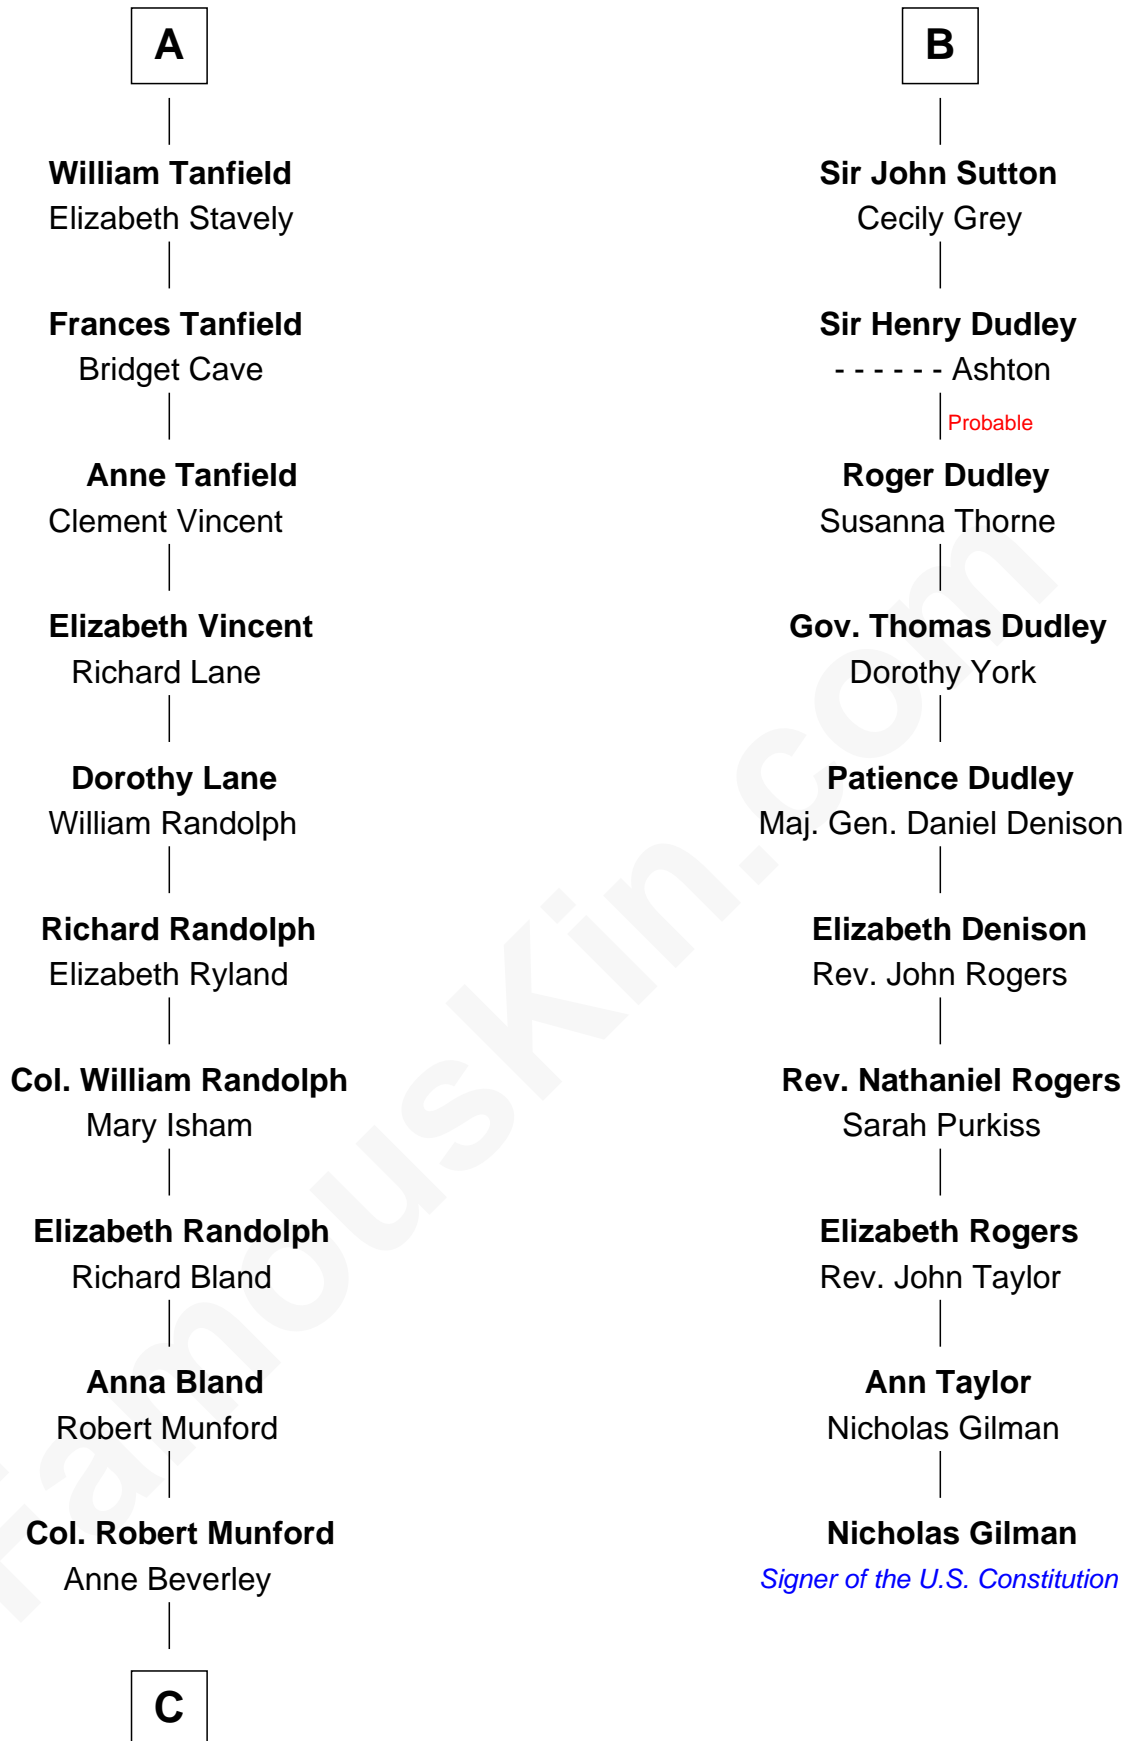 A
William Tanfield
Elizabeth Stavely
Frances Tanfield
Bridget Cave
Anne Tanfield
Clement Vincent
Elizabeth Vincent
Richard Lane
Dorothy Lane
William Randolph
Richard Randolph
Elizabeth Ryland
Col. William Randolph
Mary Isham
Elizabeth Randolph
Richard Bland
Anna Bland
Robert Munford
Col. Robert Munford
Anne Beverley
C
B
Sir John Sutton
Cecily Grey
Sir Henry Dudley
- - - - - - Ashton
Probable
Roger Dudley
Susanna Thorne
Gov. Thomas Dudley
Dorothy York
Patience Dudley
Maj. Gen. Daniel Denison
Elizabeth Denison
Rev. John Rogers
Rev. Nathaniel Rogers
Sarah Purkiss
Elizabeth Rogers
Rev. John Taylor
Ann Taylor
Nicholas Gilman
Nicholas Gilman
Signer of the U.S. Constitution
FamousKin.com